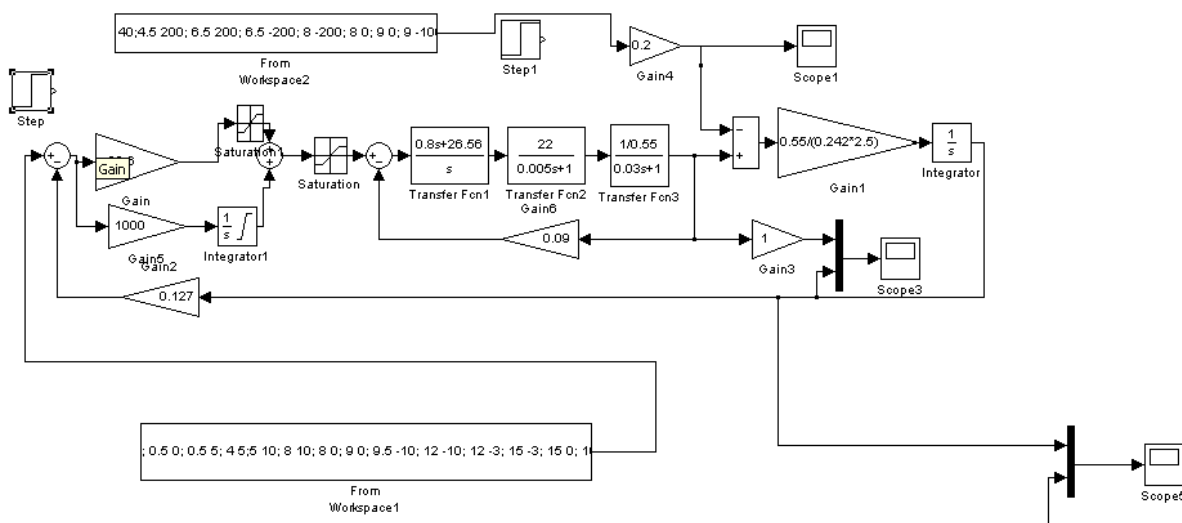 40;4.5 200; 6.5 200; 6.5 -200; 8 -200; 8 0; 9 0; 9 -10
From
Workspace2
Step1
0.2
Gain4
Scope1
Step
Saturation1
Gain
Gain
Saturation
0.8s+26.56
s
Transfer Fcn1
22
0.005s+1
Transfer Fcn2
1/0.55
0.03s+1
Transfer Fcn3
0.55/(0.242*2.5)
Gain1
1
s
Integrator
1000
Gain5
1
s
Integrator1
Gain6
0.09
1
Gain3
Scope3
Gain2
0.127
; 0.5 0; 0.5 5; 4 5;5 10; 8 10; 8 0; 9 0; 9.5 -10; 12 -10; 12 -3; 15 -3; 15 0; 1
From
Workspace1
Scope5